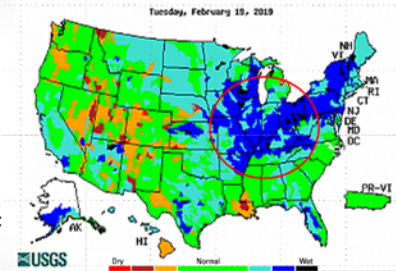 Tuesday, February 19, 2019
NH
VT
MA
RI
CT
NJ
DE
MD
DC
PR-VI
AK
HI
USGS
Dry Normal Wet